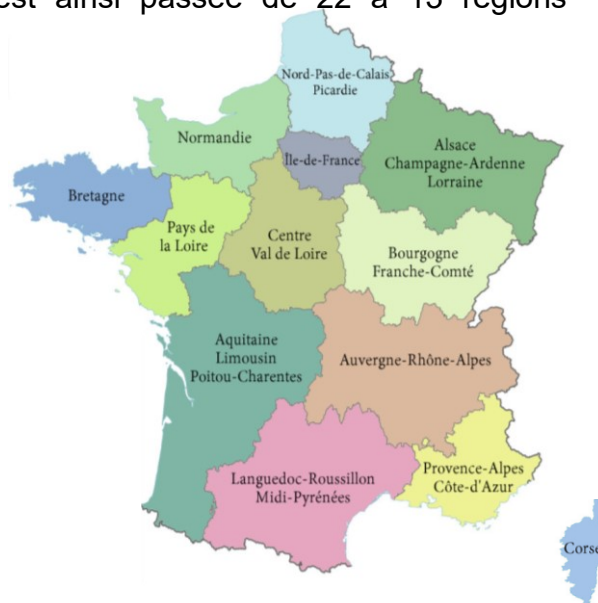 est ainsi passée de 22 à 13 régions
Nord-Pas-de-Calais
Picardie
Normandie
Île-de-France
Alsace
Champagne-Ardenne
Lorraine
Bretagne
Pays de
la Loire
Centre
Val de Loire
Bourgogne
Franche-Comté
Aquitaine
Limousin
Poitou-Charentes
Auvergne-Rhône-Alpes
Languedoc-Roussillon
Midi-Pyrénées
Provence-Alpes
Côte-d'Azur
Corse